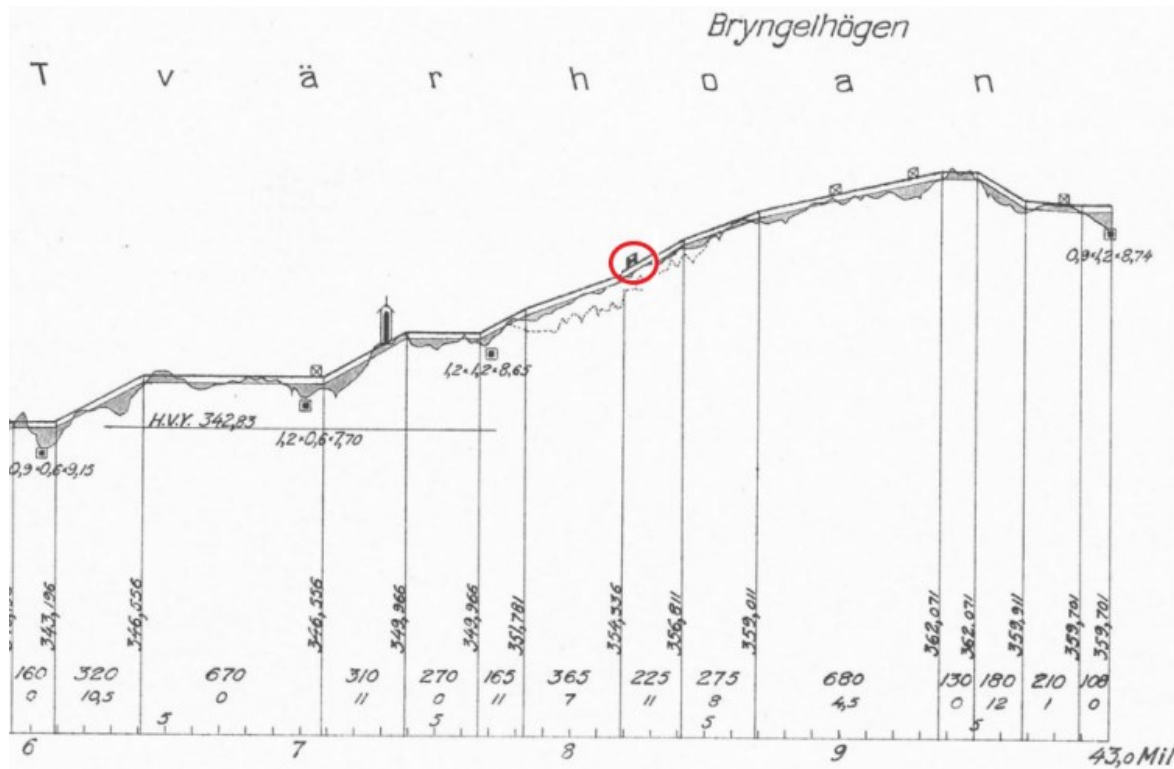 Bryngelhögen
Tvärhoan
0,9×1,2×8,74
1,2×1,2×8,65
H.V.Y. 342,83
1,2×0,6×7,70
0,9×0,6×9,15
343,196 346,556 346,556 349,966 349,966 351,781 354,336 356,811 359,011 362,071 362,071 359,911 359,701 359,701
160 320 670 310 270 165 365 225 275 680 130 180 210 108
0 10,5 0 11 0 11 7 11 8 4,5 0 12 1 0
5 5 5 5
6 7 8 9 43,0 Mil